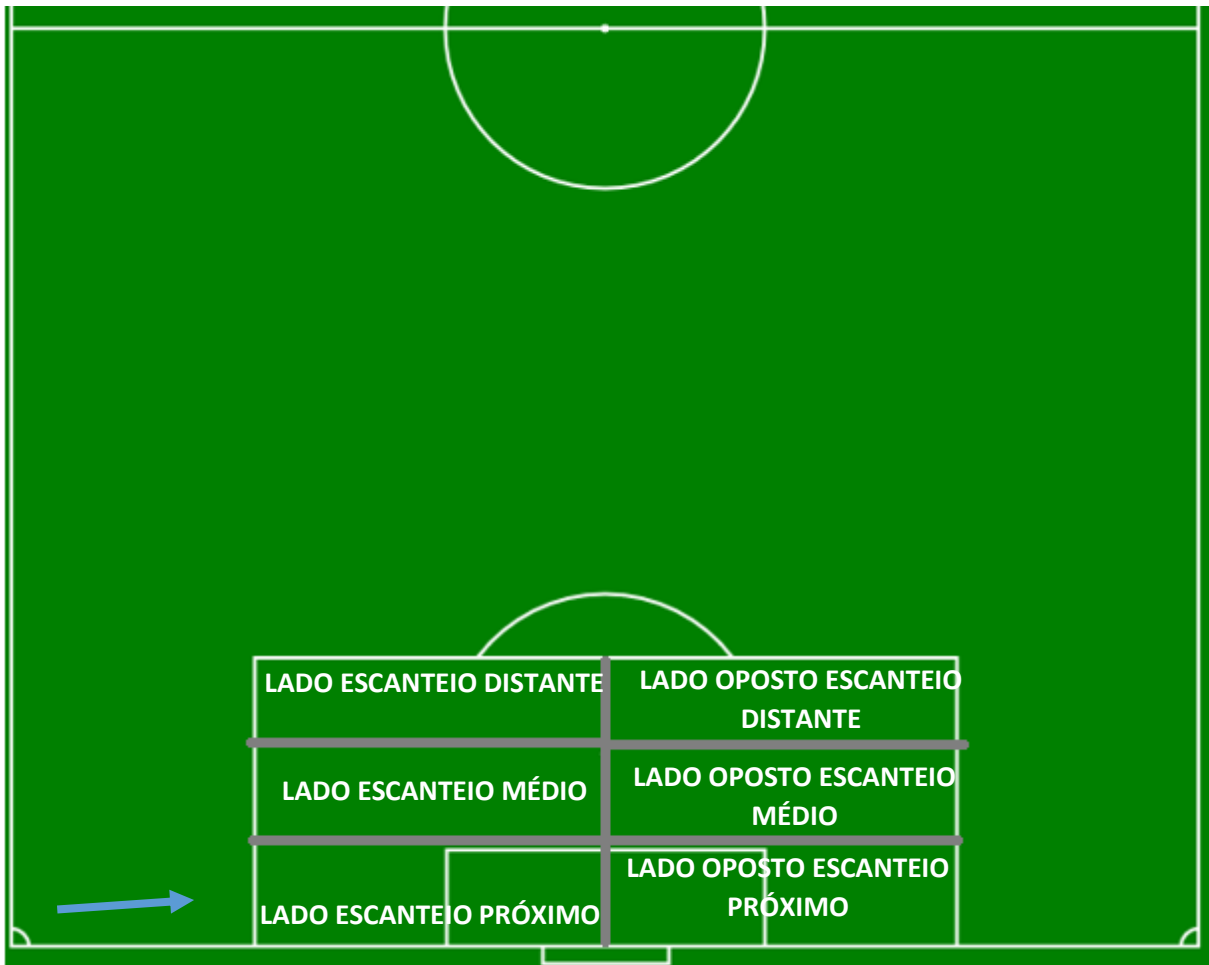 LADO ESCANTEIO DISTANTE
LADO OPOSTO ESCANTEIO
DISTANTE
LADO ESCANTEIO MÉDIO
LADO OPOSTO ESCANTEIO
MÉDIO
LADO ESCANTEIO PRÓXIMO
LADO OPOSTO ESCANTEIO
PRÓXIMO